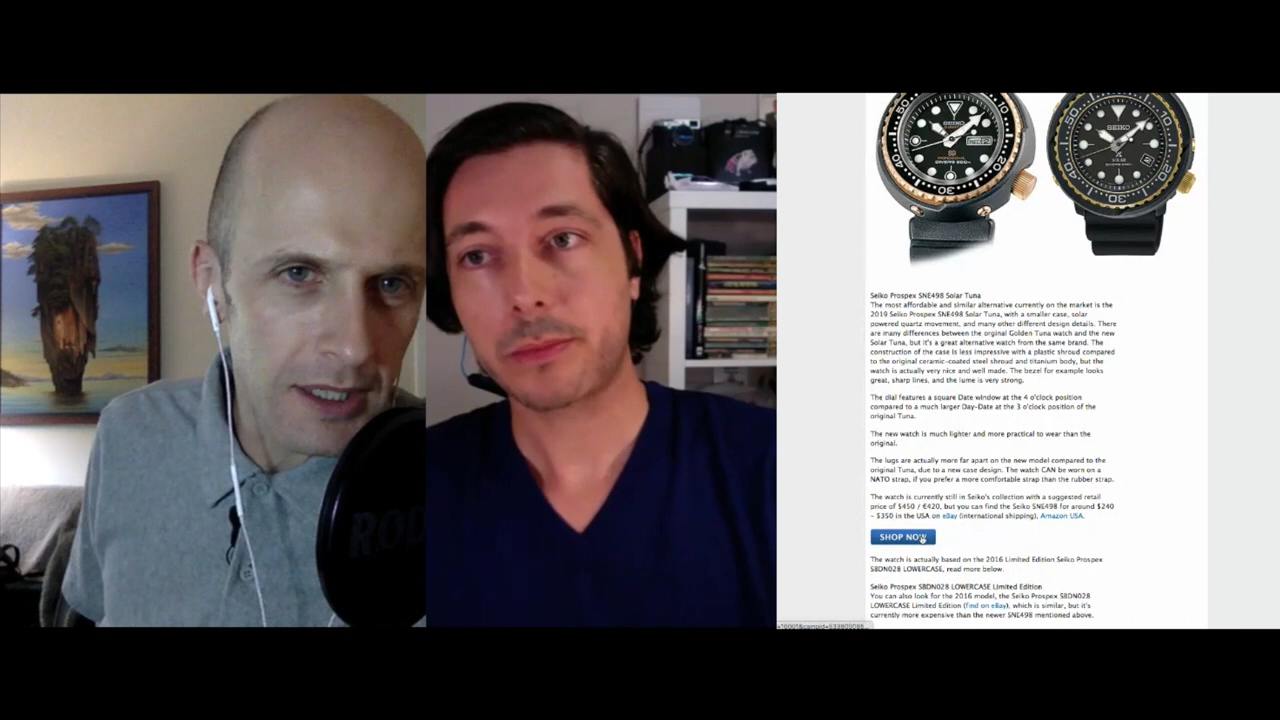 SEIKO
SEIKO
SOLAR
Seiko Prospex SNE498 Solar Tuna
The most affordable and similar alternative currently on the market is the
2019 Seiko Prospex SNE498 Solar Tuna, with a smaller case, solar
powered quartz movement, and many other different design details. There
are many differences between the orginal Golden Tuna watch and the new
Solar Tuna, but it's a great alternative watch from the same brand. The
construction of the case is less impressive with a plastic shroud compared
to the original ceramic-coated steel shroud and titanium body, but the
watch is actually very nice and well made. The bezel for example looks
great, sharp lines, and the lume is very strong.
The dial features a square Date window at the 4 o'clock position
compared to a much larger Day-Date at the 3 o'clock position of the
original Tuna.
The new watch is much lighter and more practical to wear than the
original.
The lugs are actually more far apart on the new model compared to the
original Tuna, due to a new case design. The watch CAN be worn on a
NATO strap, if you prefer a more comfortable strap than the rubber strap.
The watch is currently still in Seiko's collection with a suggested retail
price of $450 / €420, but you can find the Seiko SNE498 for around $240
- $350 in the USA on eBay (international shipping), Amazon USA.
SHOP NOW
The watch is actually based on the 2016 Limited Edition Seiko Prospex
SBDN028 LOWERCASE, read more below.
Seiko Prospex SBDN028 LOWERCASE Limited Edition
You can also look for the 2016 model, the Seiko Prospex SBDN028
LOWERCASE Limited Edition (find on eBay), which is similar, but it's
currently more expensive than the newer SNE498 mentioned above.